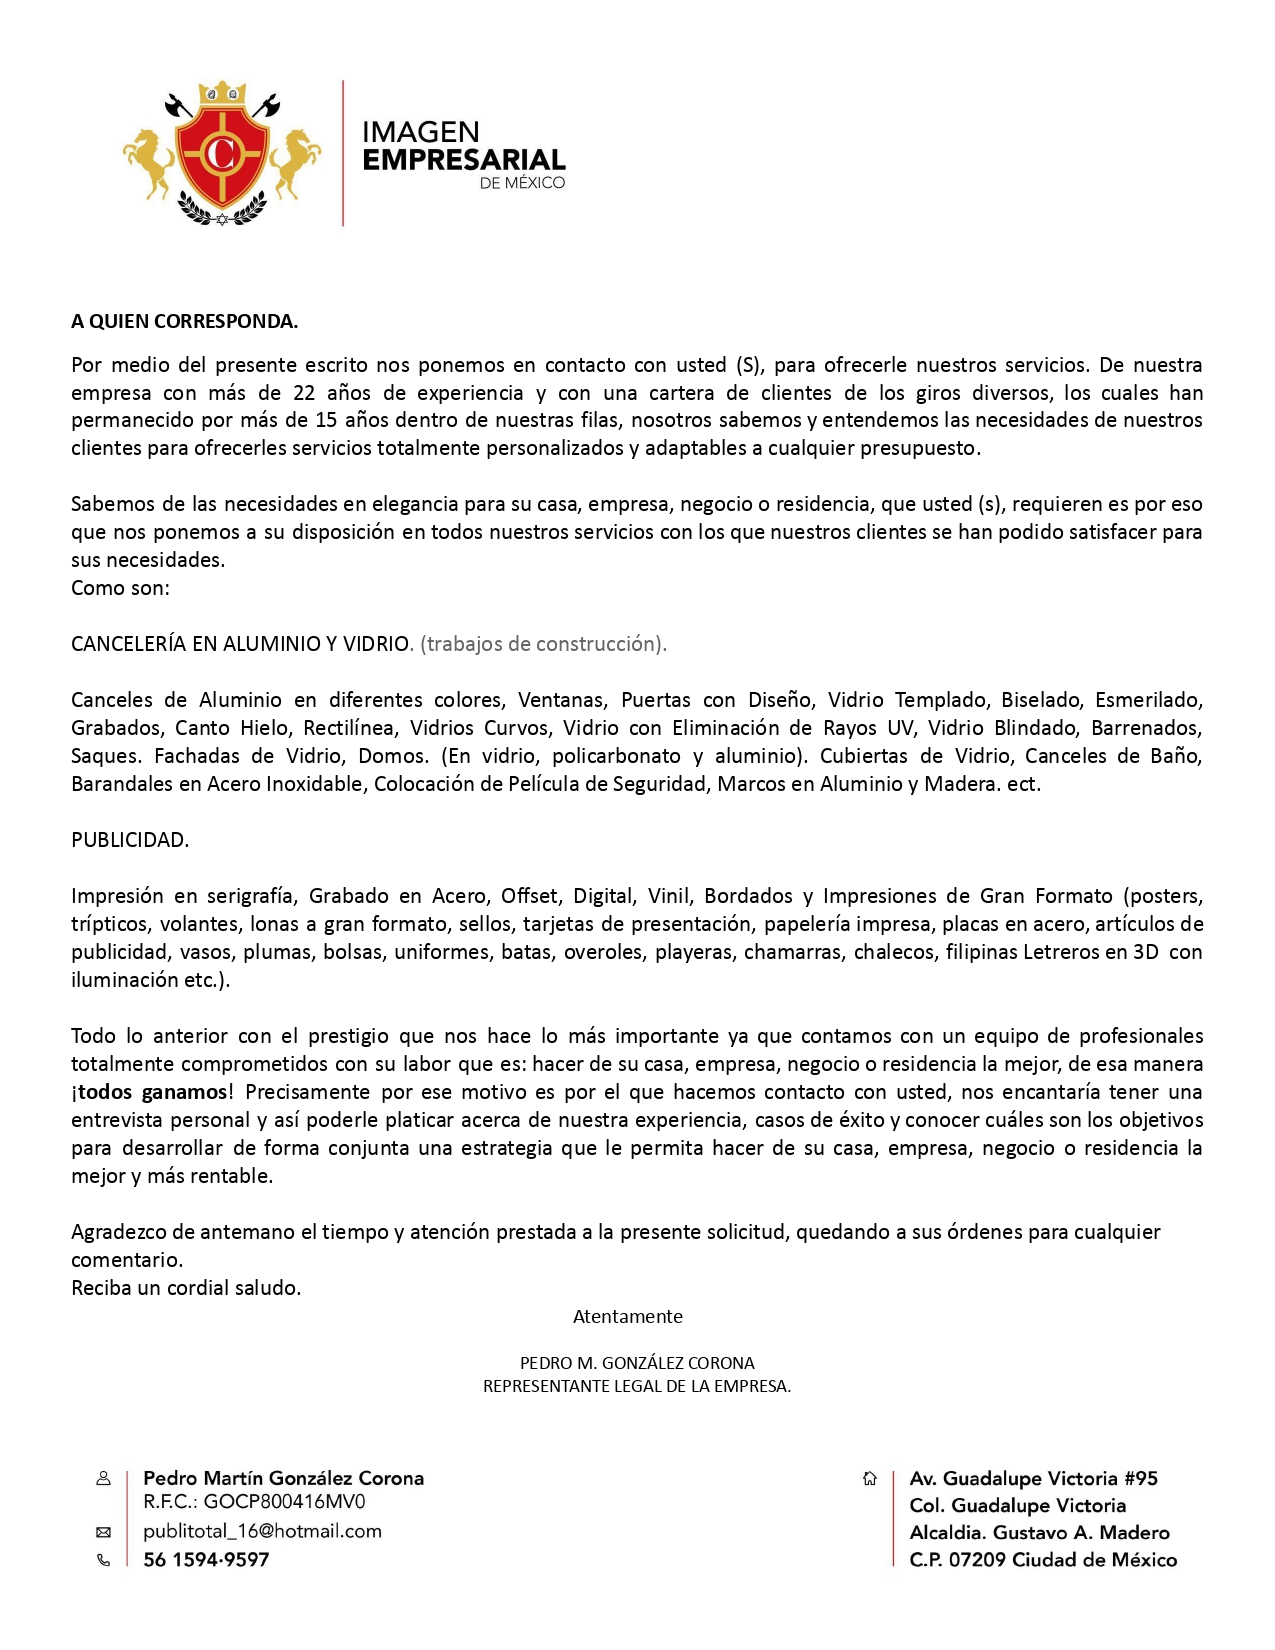 C
IMAGEN
EMPRESARIAL
DE MÉXICO
A QUIEN CORRESPONDA.
Por medio del presente escrito nos ponemos en contacto con usted (S), para ofrecerle nuestros servicios. De nuestra
empresa con más de 22 años de experiencia y con una cartera de clientes de los giros diversos, los cuales han
permanecido por más de 15 años dentro de nuestras filas, nosotros sabemos y entendemos las necesidades de nuestros
clientes para ofrecerles servicios totalmente personalizados y adaptables a cualquier presupuesto.
Sabemos de las necesidades en elegancia para su casa, empresa, negocio o residencia, que usted (s), requieren es por eso
que nos ponemos a su disposición en todos nuestros servicios con los que nuestros clientes se han podido satisfacer para
sus necesidades.
Como son:
CANCELERÍA EN ALUMINIO Y VIDRIO. (trabajos de construcción).
Canceles de Aluminio en diferentes colores, Ventanas, Puertas con Diseño, Vidrio Templado, Biselado, Esmerilado,
Grabados, Canto Hielo, Rectilínea, Vidrios Curvos, Vidrio con Eliminación de Rayos UV, Vidrio Blindado, Barrenados,
Saques. Fachadas de Vidrio, Domos. (En vidrio, policarbonato y aluminio). Cubiertas de Vidrio, Canceles de Baño,
Barandales en Acero Inoxidable, Colocación de Película de Seguridad, Marcos en Aluminio y Madera. ect.
PUBLICIDAD.
Impresión en serigrafía, Grabado en Acero, Offset, Digital, Vinil, Bordados y Impresiones de Gran Formato (posters,
trípticos, volantes, lonas a gran formato, sellos, tarjetas de presentación, papelería impresa, placas en acero, artículos de
publicidad, vasos, plumas, bolsas, uniformes, batas, overoles, playeras, chamarras, chalecos, filipinas Letreros en 3D con
iluminación etc.).
Todo lo anterior con el prestigio que nos hace lo más importante ya que contamos con un equipo de profesionales
totalmente comprometidos con su labor que es: hacer de su casa, empresa, negocio o residencia la mejor, de esa manera
¡todos ganamos! Precisamente por ese motivo es por el que hacemos contacto con usted, nos encantaría tener una
entrevista personal y así poderle platicar acerca de nuestra experiencia, casos de éxito y conocer cuáles son los objetivos
para desarrollar de forma conjunta una estrategia que le permita hacer de su casa, empresa, negocio o residencia la
mejor y más rentable.
Agradezco de antemano el tiempo y atención prestada a la presente solicitud, quedando a sus órdenes para cualquier
comentario.
Reciba un cordial saludo.
Atentamente
PEDRO M. GONZÁLEZ CORONA
REPRESENTANTE LEGAL DE LA EMPRESA.
Pedro Martín González Corona
R.F.C.: GOCP800416MV0
publitotal_16@hotmail.com
56 1594·9597
Av. Guadalupe Victoria #95
Col. Guadalupe Victoria
Alcaldia. Gustavo A. Madero
C.P. 07209 Ciudad de México